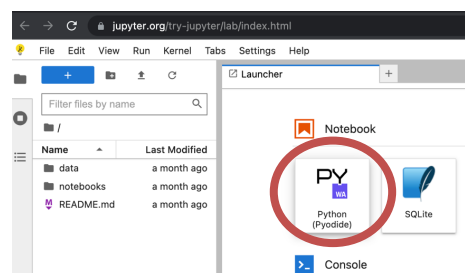 jupyter.org/try-jupyter/lab/index.html
File Edit View Run Kernel Tabs Settings Help
+
Launcher
+
Filter files by name
/
Name Last Modified
data a month ago
notebooks a month ago
README.md a month ago
Notebook
PY
WA
Python
(Pyodide)
SQLite
>_ Console